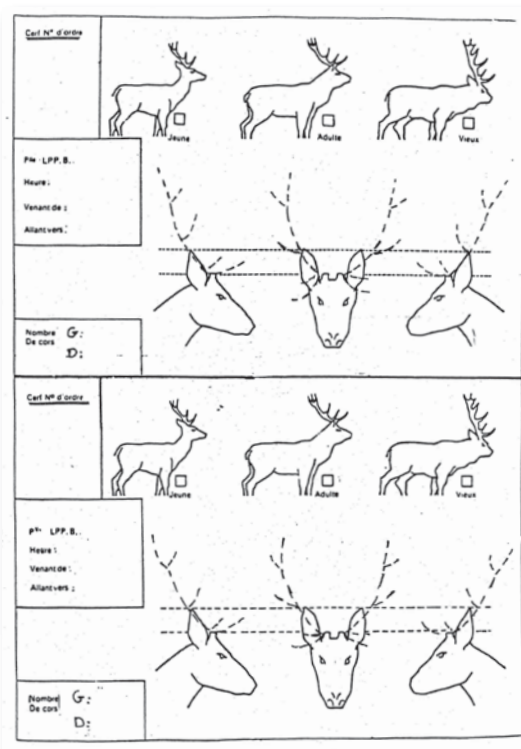 Cerf N° d'ordre
Jeune
Adulte
Vieux
LPP. B..
Heure :
Venant de :
Allant vers :
Nombre G:
De cors
D:
Cerf N° d'ordre
Jeune
Adulte
Vieux
LPP. B..
Heure :
Venant de :
Allant vers :
Nombre G:
De cors
D: